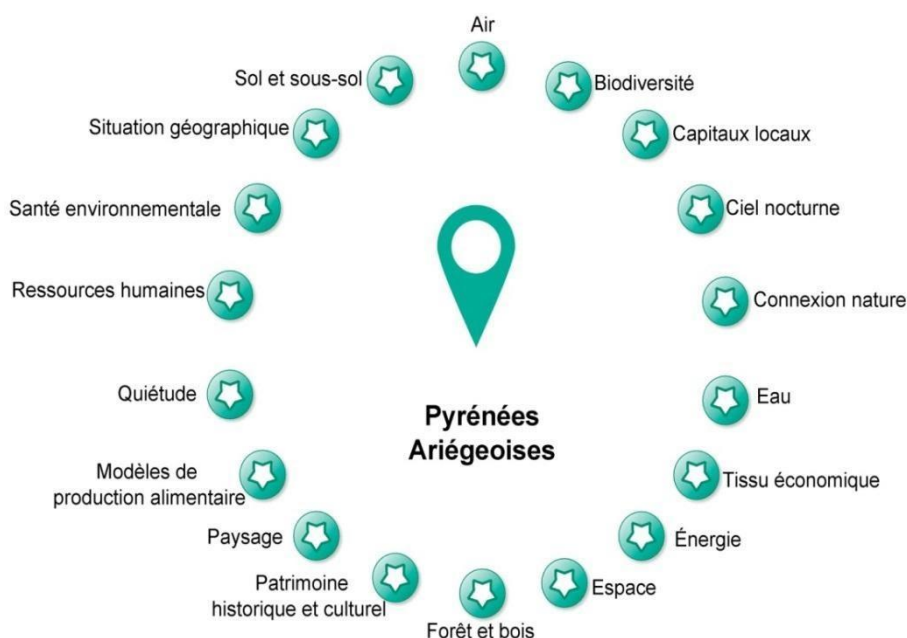 Air
Biodiversité
Capitaux locaux
Ciel nocturne
Connexion nature
Eau
Tissu économique
Énergie
Espace
Forêt et bois
Patrimoine
historique et culturel
Paysage
Modèles de
production alimentaire
Quiétude
Ressources humaines
Santé environnementale
Situation géographique
Sol et sous-sol
Pyrénées
Ariégeoises